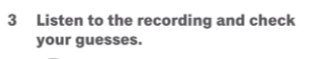 3 Listen to the recording and check
your guesses.